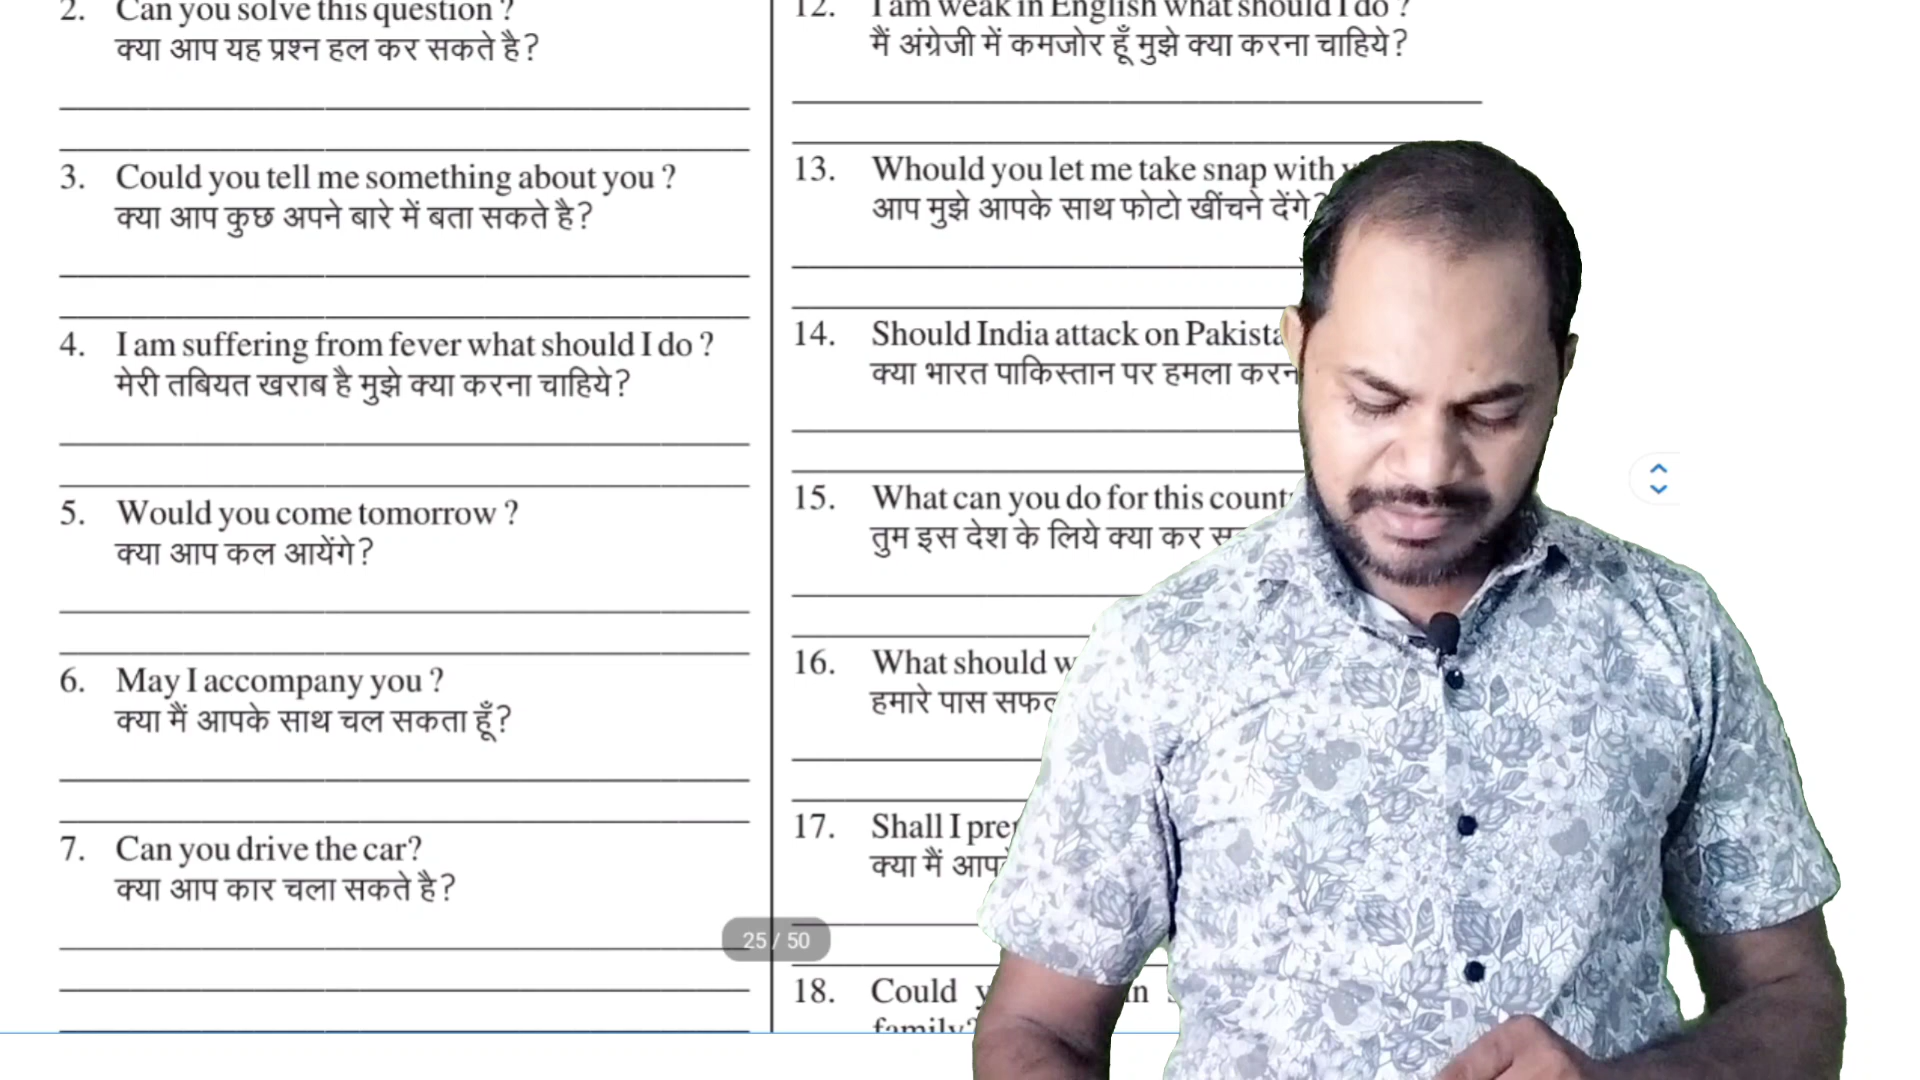 2. Can you solve this question ?
क्या आप यह प्रश्न हल कर सकते है?
3. Could you tell me something about you ?
क्या आप कुछ अपने बारे में बता सकते है?
4. I am suffering from fever what should I do ?
मेरी तबियत खराब है मुझे क्या करना चाहिये?
5. Would you come tomorrow ?
क्या आप कल आयेंगे?
6. May I accompany you ?
क्या मैं आपके साथ चल सकता हूँ?
7. Can you drive the car?
क्या आप कार चला सकते है?
12. I am weak in English what should I do ?
मैं अंग्रेजी में कमजोर हूँ मुझे क्या करना चाहिये?
13. Whould you let me take snap with
आप मुझे आपके साथ फोटो खींचने देंगे?
14. Should India attack on
क्या भारत पाकिस्तान पर हमला
15. What can you do for this
तुम इस देश के लिये क्या कर
16. What should
हमारे पास
17. Shall I
क्या मैं
18. Could
family?
25 / 50